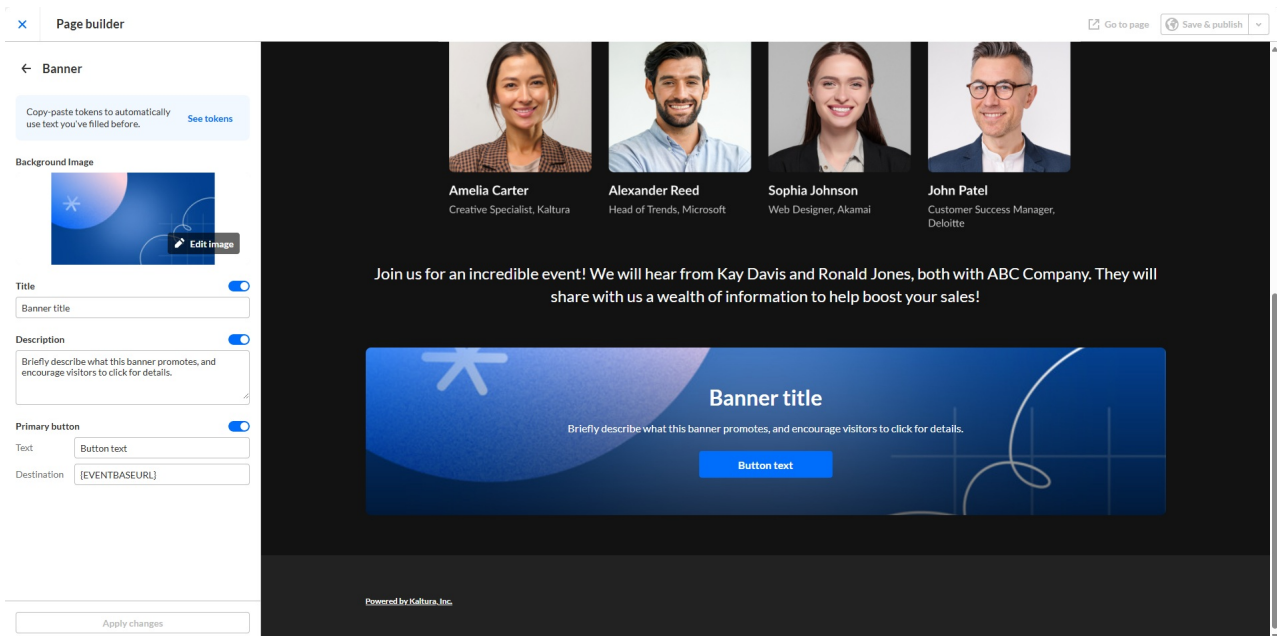 Page builder
Go to page
Save & publish
Banner
Copy-paste tokens to automatically
use text you've filled before.
See tokens
Background Image
Edit image
Title
Banner title
Description
Briefly describe what this banner promotes, and
encourage visitors to click for details.
Primary button
Text
Button text
Destination
{EVENTBASEURL}
Apply changes
Amelia Carter
Creative Specialist, Kaltura
Alexander Reed
Head of Trends, Microsoft
Sophia Johnson
Web Designer, Akamai
John Patel
Customer Success Manager,
Deloitte
Join us for an incredible event! We will hear from Kay Davis and Ronald Jones, both with ABC Company. They will
share with us a wealth of information to help boost your sales!
Banner title
Briefly describe what this banner promotes, and encourage visitors to click for details.
Button text
Powered by Kaltura, Inc.